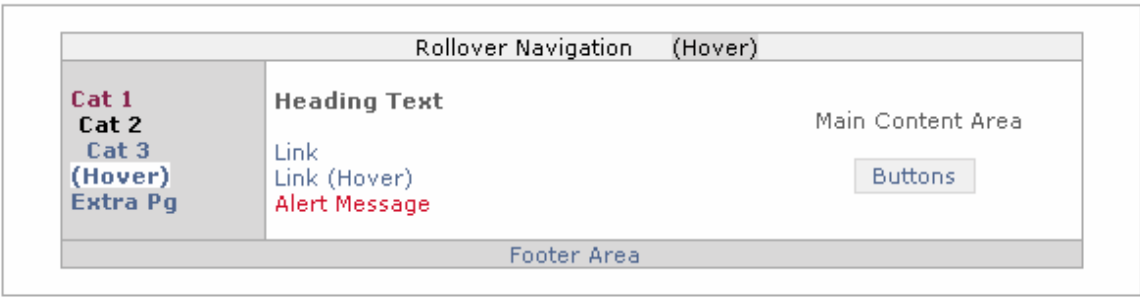 Rollover Navigation (Hover)
Cat 1
Cat 2
Cat 3
(Hover)
Extra Pg
Heading Text
Link
Link (Hover)
Alert Message
Main Content Area
Buttons
Footer Area